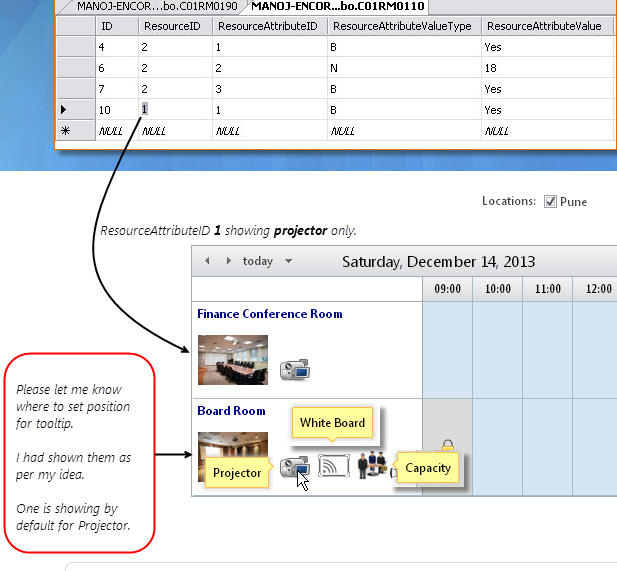 MANOJ-ENCOR...bo.C01RM0190 MANOJ-ENCOR...bo.C01RM0110
ID ResourceID ResourceAttributeID ResourceAttributeValueType ResourceAttributeValue
4 2 1 B Yes
6 2 2 N 18
7 2 3 B Yes
10 1 1 B Yes
NULL NULL NULL NULL NULL
Locations: Pune
ResourceAttributeID 1 showing projector only.
today Saturday, December 14, 2013
09:00 10:00 11:00 12:00
Finance Conference Room
Please let me know
where to set position
for tooltip.
I had shown them as
per my idea.
One is showing by
default for Projector.
Board Room
White Board
Projector
Capacity